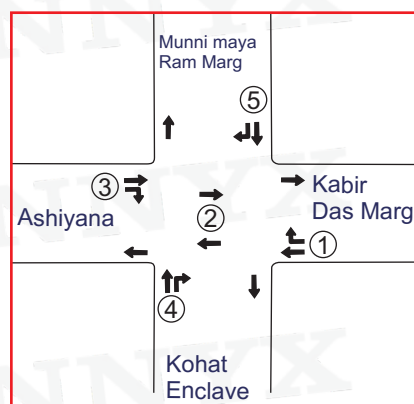 Munni maya
Ram Marg
⑤
③
Kabir
Das Marg
Ashiyana
②
①
④
Kohat
Enclave